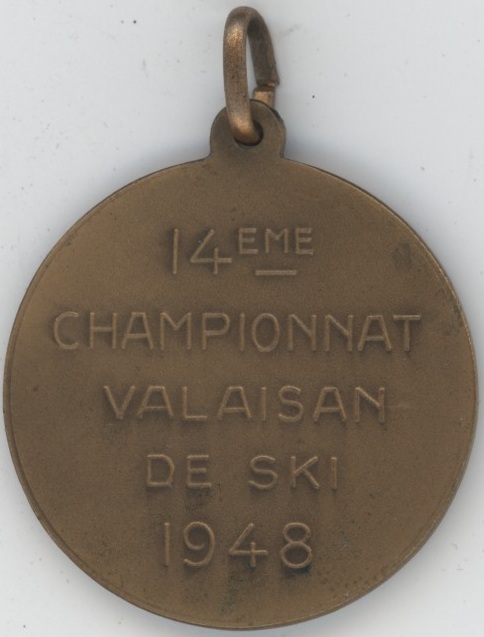 14EME
CHAMPIONNAT
VALAISAN
DE SKI
1948